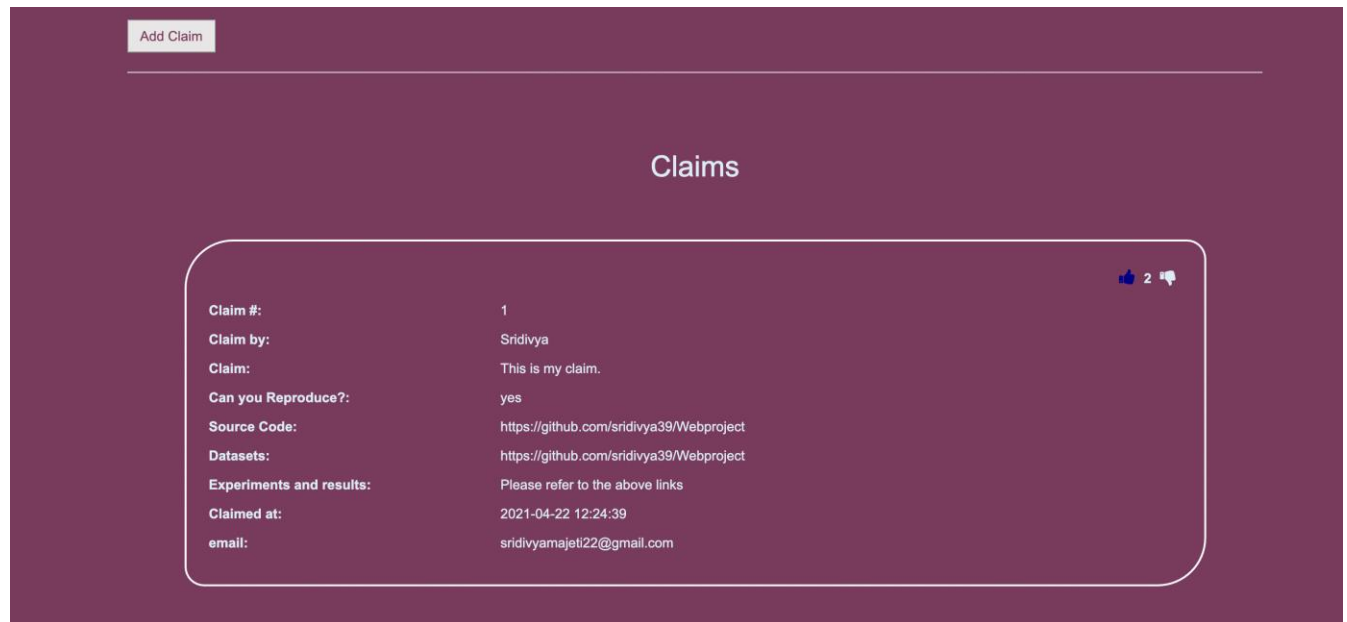 Add Claim
Claims
2
Claim #: 1
Claim by: Sridivya
Claim: This is my claim.
Can you Reproduce?: yes
Source Code: https://github.com/sridivya39/Webproject
Datasets: https://github.com/sridivya39/Webproject
Experiments and results: Please refer to the above links
Claimed at: 2021-04-22 12:24:39
email: sridivyamajeti22@gmail.com